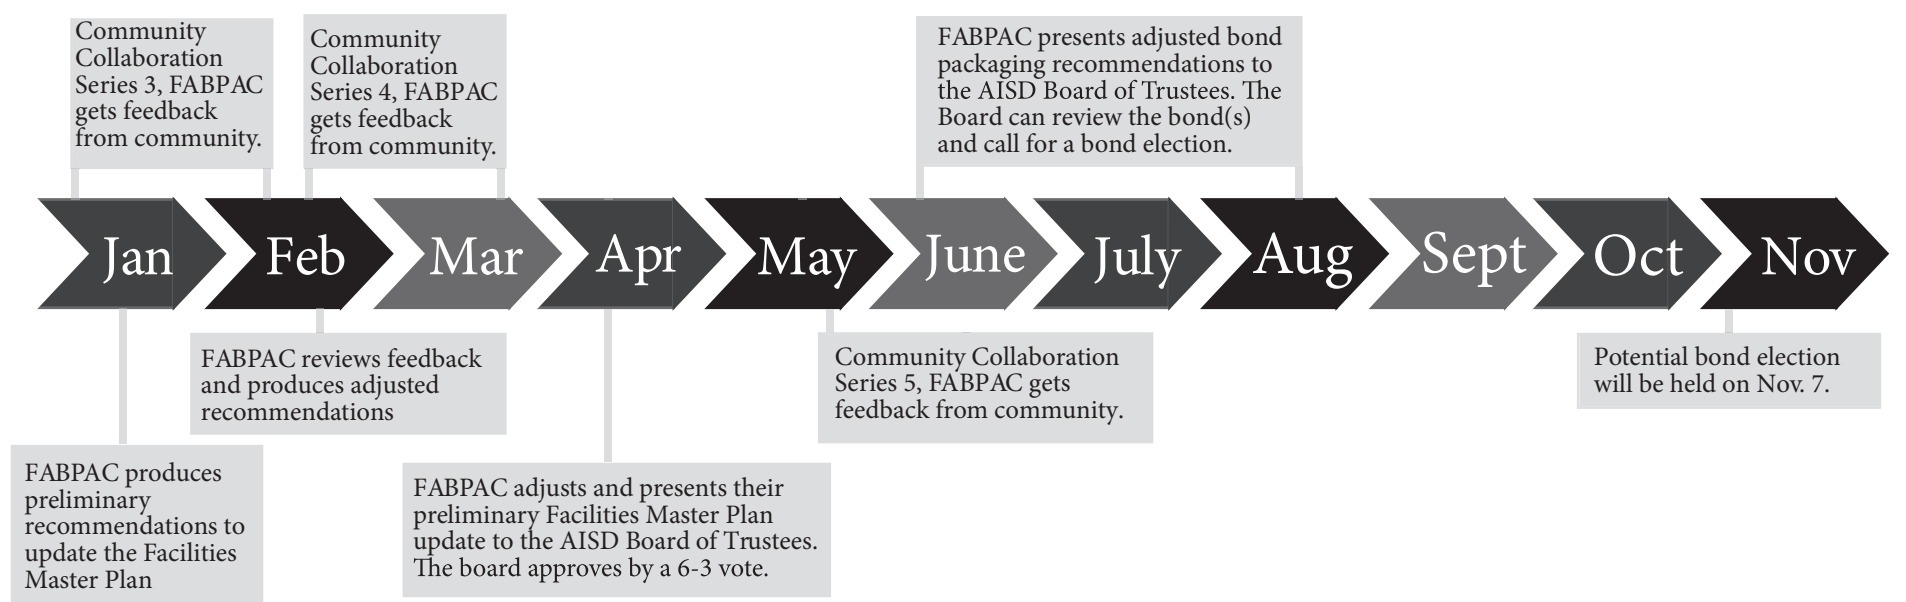 Community
Collaboration
Series 3, FABPAC
gets feedback
from community.
Community
Collaboration
Series 4, FABPAC
gets feedback
from community.
FABPAC presents adjusted bond
packaging recommendations to
the AISD Board of Trustees. The
Board can review the bond(s)
and call for a bond election.
Jan
Feb
Mar
Apr
May
June
July
Aug
Sept
Oct
Nov
FABPAC produces
preliminary
recommendations to
update the Facilities
Master Plan
FABPAC reviews feedback
and produces adjusted
recommendations
FABPAC adjusts and presents their
preliminary Facilities Master Plan
update to the AISD Board of Trustees.
The board approves by a 6-3 vote.
Community Collaboration
Series 5, FABPAC gets
feedback from community.
Potential bond election
will be held on Nov. 7.